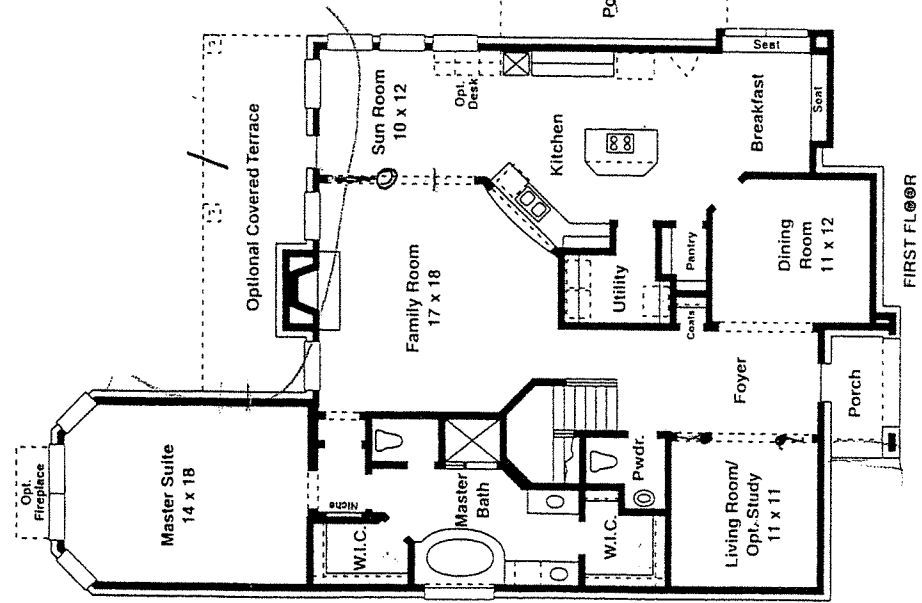 Po
Seat
Seat
Breakfast
Opt.
Desk
Sun Room
10 x 12
Kitchen
Optional Covered Terrace
Family Room
17 x 18
Utility
Pantry
Coats
Dining
Room
11 x 12
FIRST FLOOR
Foyer
Porch
Opt.
Fireplace
Master Suite
14 x 18
Niche
W.I.C.
Master
Bath
Pwdr.
W.I.C.
Living Room/
Opt. Study
11 x 11